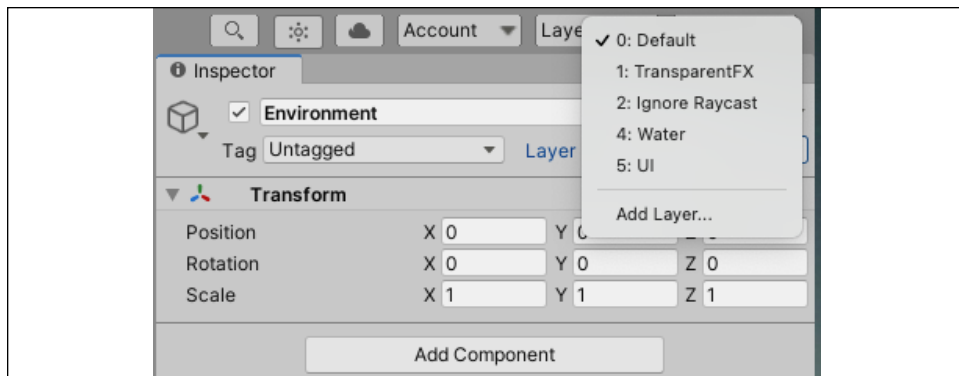 Account Laye ✓ 0: Default
Inspector 1: TransparentFX
Environment 2: Ignore Raycast
4: Water
Tag Untagged Layer 5: UI
Transform
Add Layer...
Position X 0 Y 0
Rotation X 0 Y 0 Z 0
Scale X 1 Y 1 Z 1
Add Component